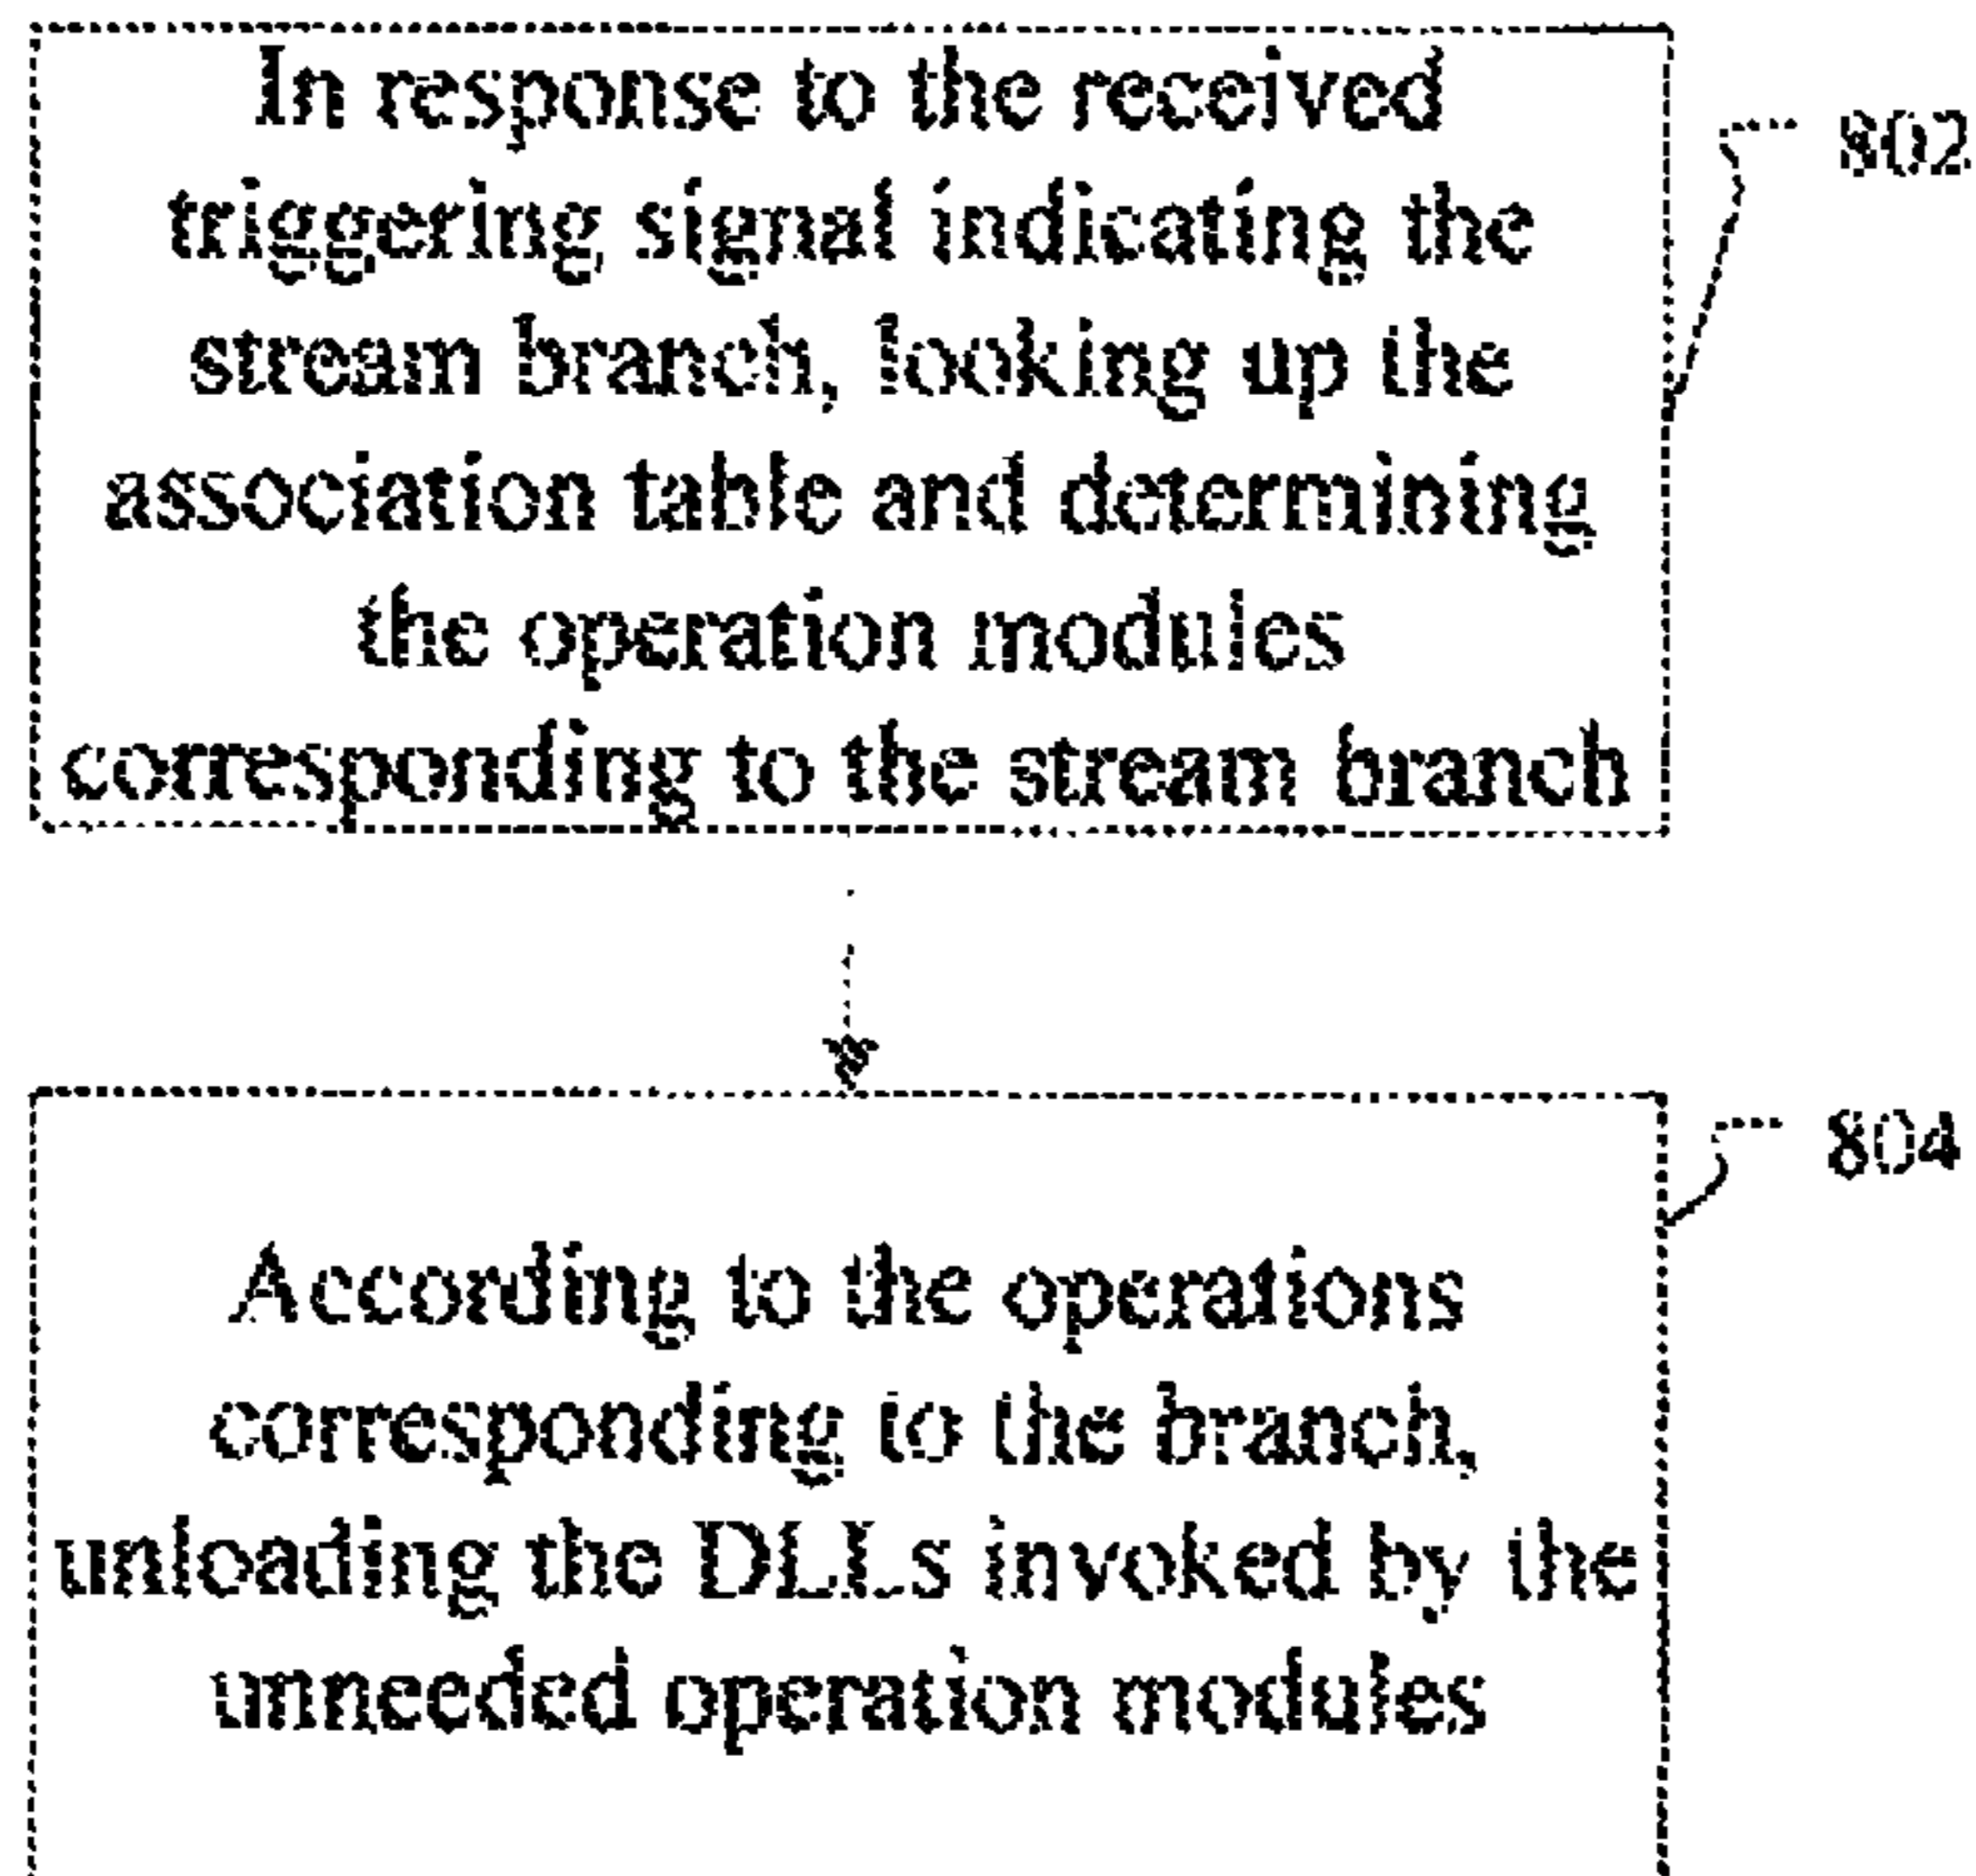 In response to the received
802
triggering signal indicating the
stream branch, looking up the
association table and determining
the operation modules
corresponding to the stream branch
804
According to the operations
corresponding to the branch,
unloading the DLLs invoked by the
unneeded operation modules